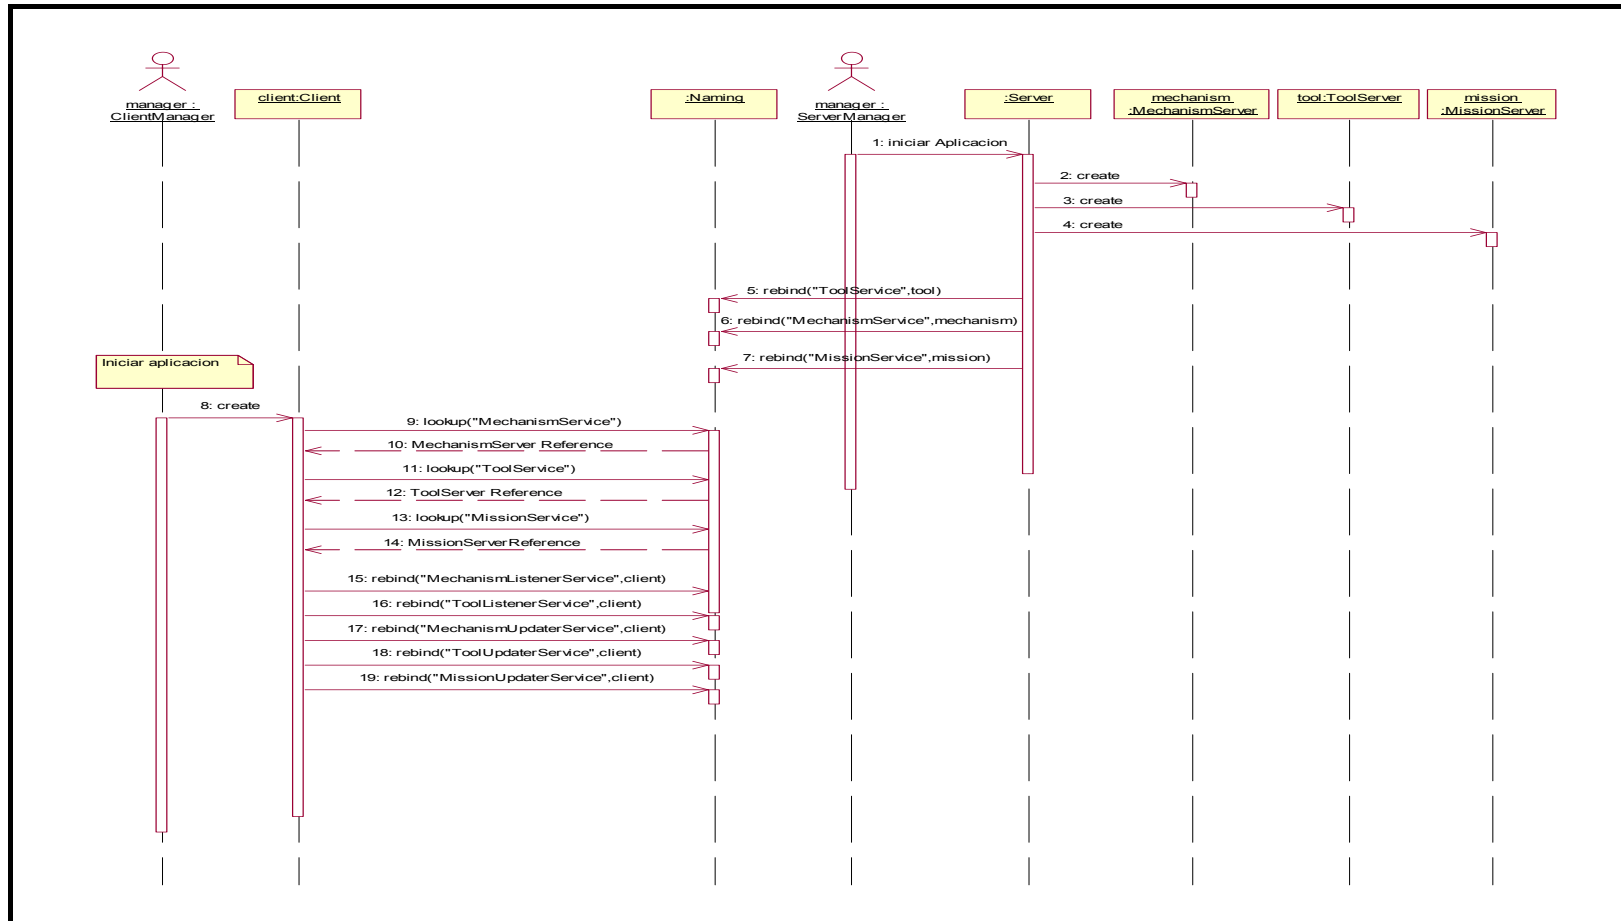 manager :
ClientManager
client:Client
:Naming
manager :
ServerManager
:Server
mechanism
:MechanismServer
tool:ToolServer
mission
:MissionServer
1: iniciar Aplicacion
2: create
3: create
4: create
5: rebind("ToolService",tool)
6: rebind("MechanismService",mechanism)
7: rebind("MissionService",mission)
Iniciar aplicacion
8: create
9: lookup("MechanismService")
10: MechanismServer Reference
11: lookup("ToolService")
12: ToolServer Reference
13: lookup("MissionService")
14: MissionServerReference
15: rebind("MechanismListenerService",client)
16: rebind("ToolListenerService",client)
17: rebind("MechanismUpdaterService",client)
18: rebind("ToolUpdaterService",client)
19: rebind("MissionUpdaterService",client)